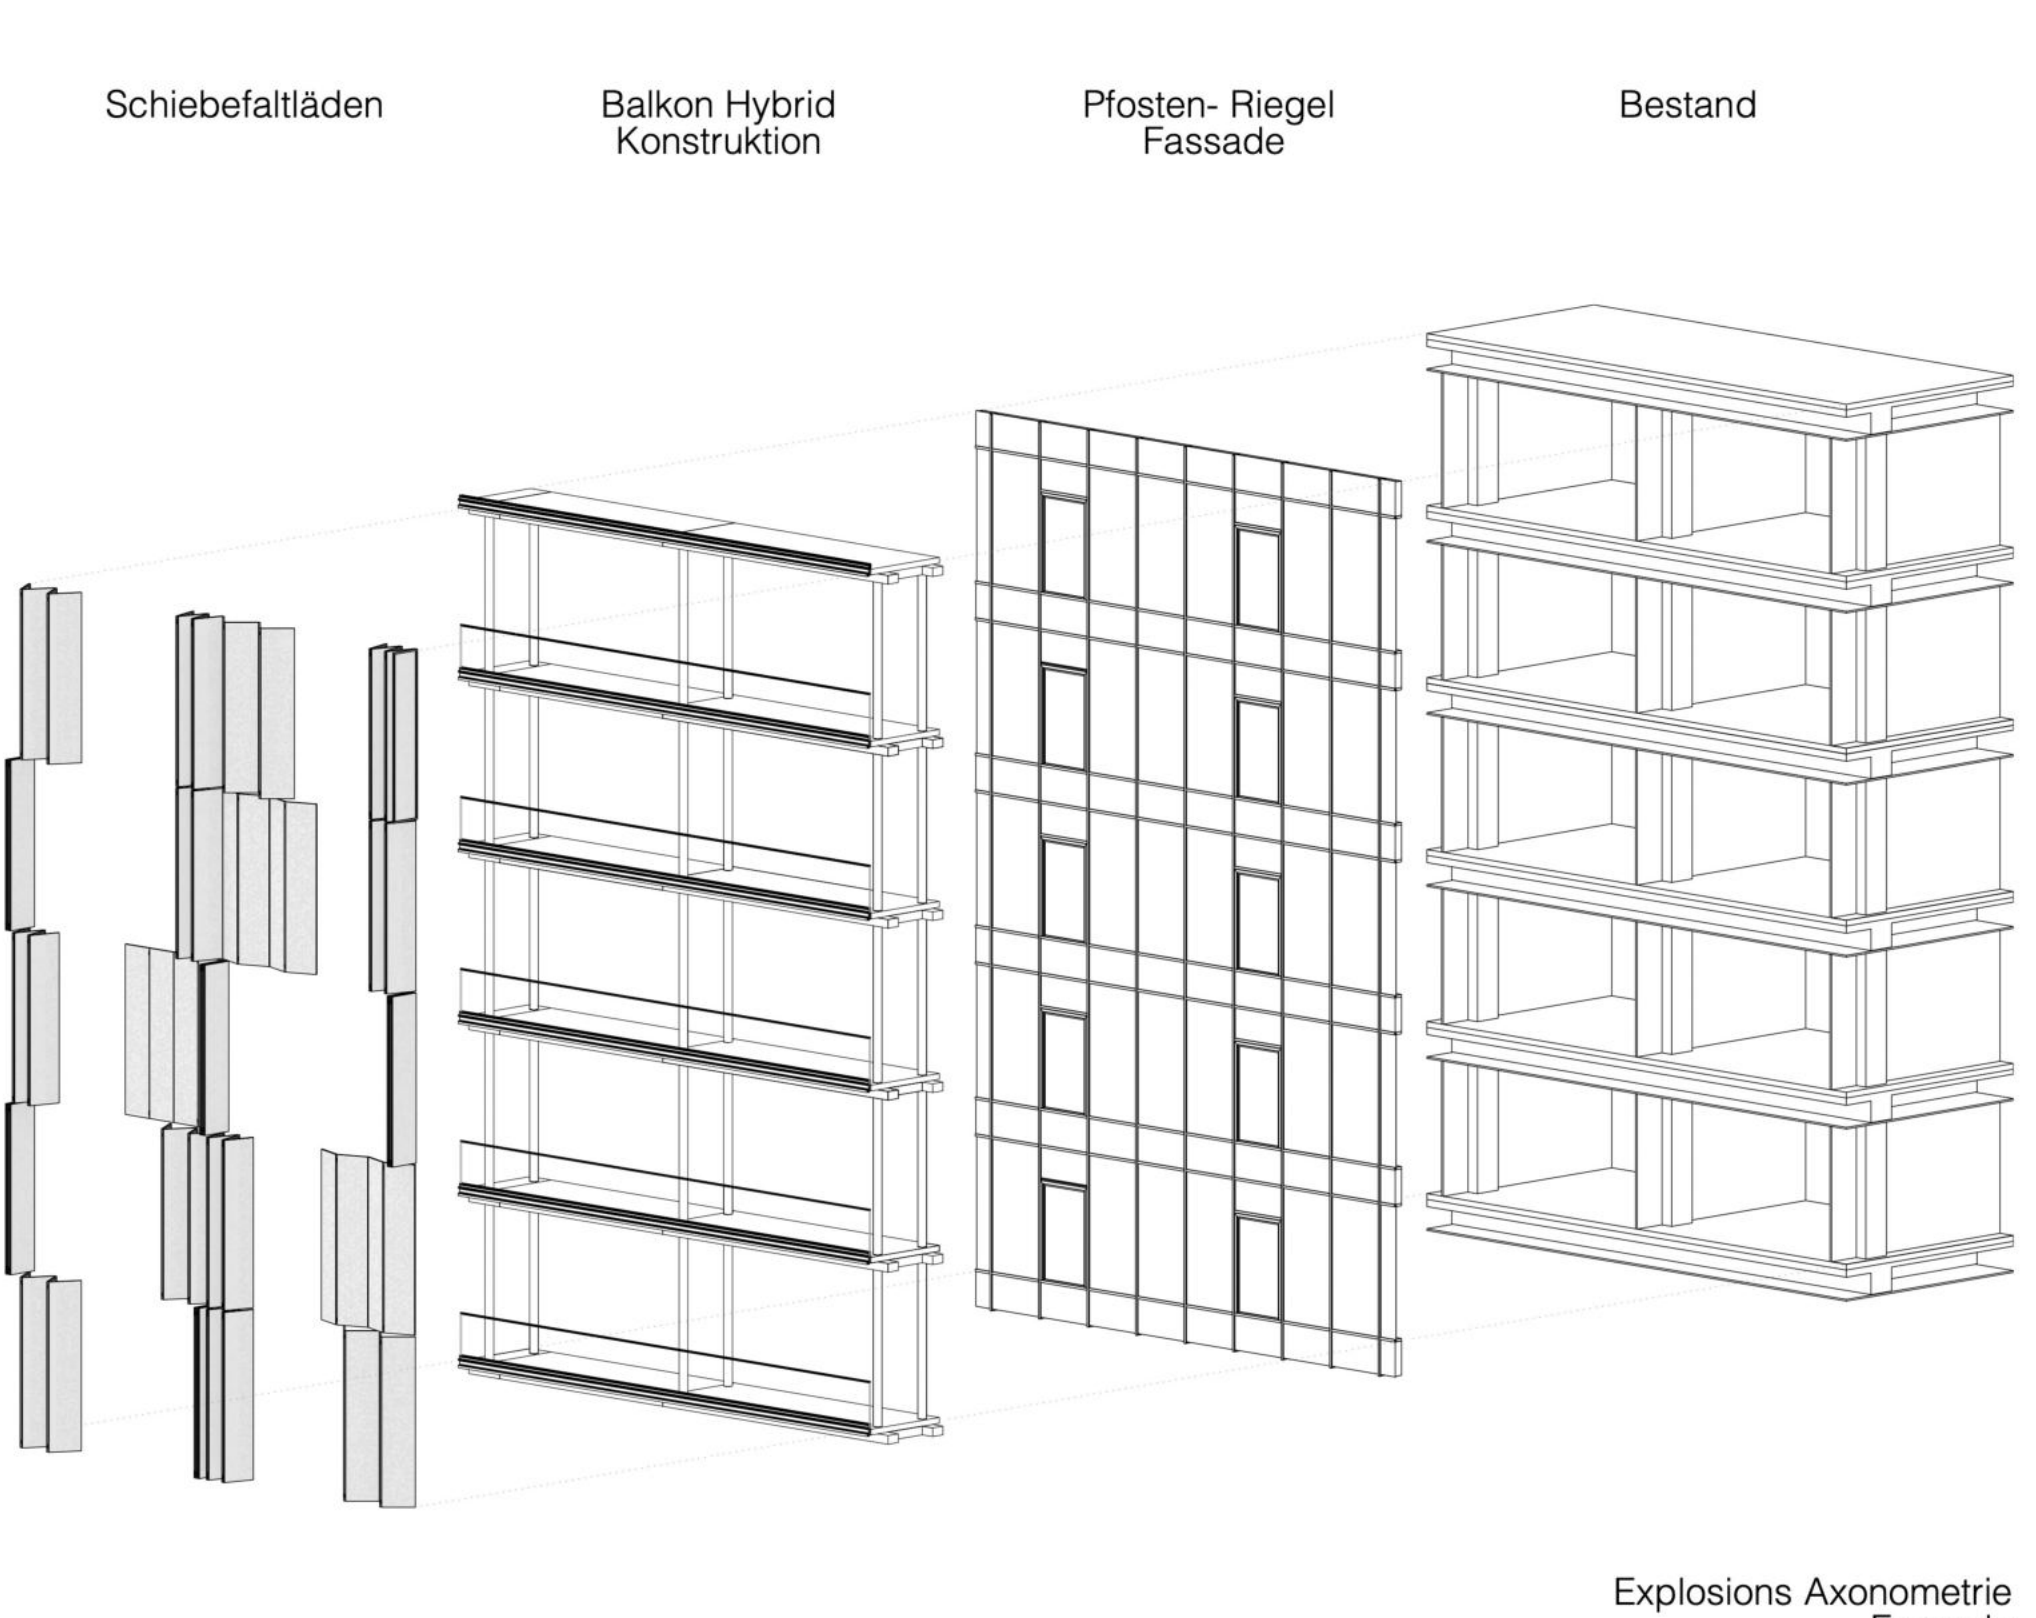 Schiebefaltläden
Balkon Hybrid
Konstruktion
Pfosten- Riegel
Fassade
Bestand
Explosions Axonometrie